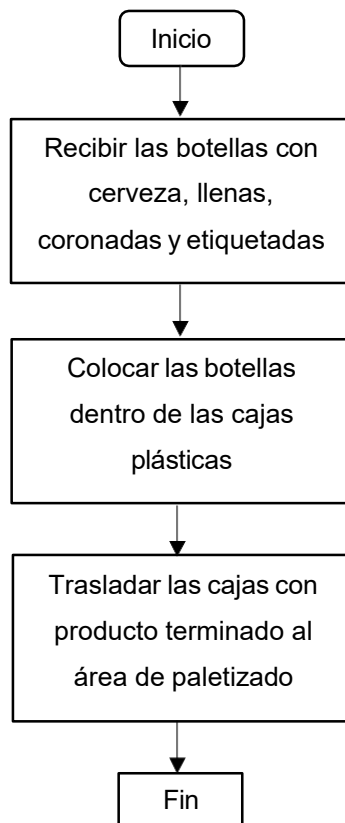 Inicio
Recibir las botellas con
cerveza, llenas,
coronadas y etiquetadas
Colocar las botellas
dentro de las cajas
plásticas
Trasladar las cajas con
producto terminado al
área de paletizado
Fin